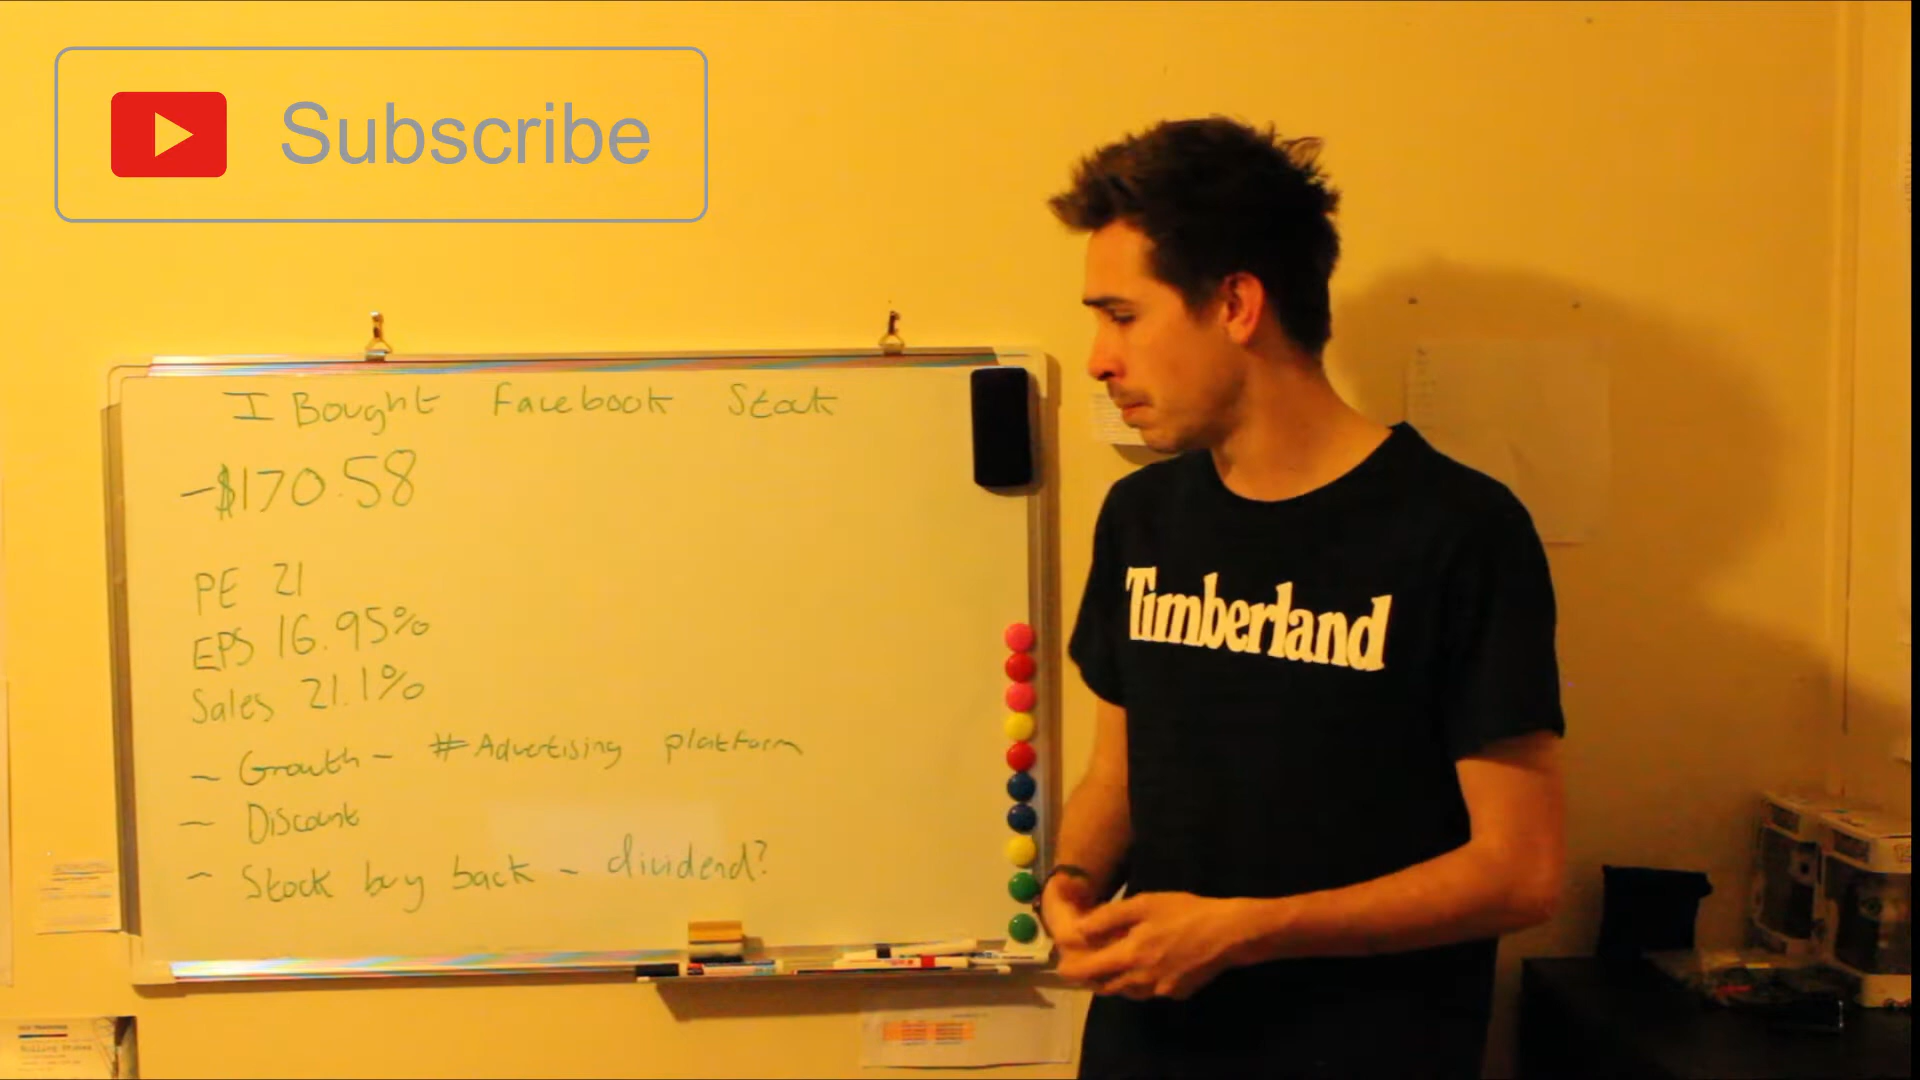 Subscribe
I Bought Facebook Stock
-$170.58
PE 21
EPS 16.95%
Sales 21.1%
- Growth - #Advertising platform
- Discount
- Stock buy back - dividend?
Timberland